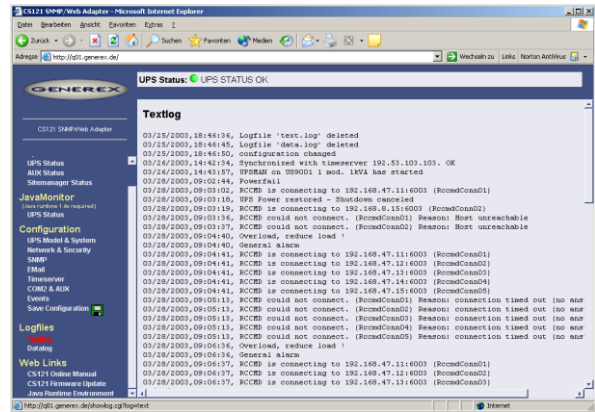 CS121 SNMP/Web Adapter - Microsoft Internet Explorer
Datei Bearbeiten Ansicht Favoriten Extras ?
Zurück Suchen Favoriten Medien
Adresse http://q01.generex.de/ Wechseln zu Links Norton AntiVirus
GENEREX
CS121 SNMP/Web Adapter
UPS Status
AUX Status
Sitemanager Status
JavaMonitor
(Java runtime 1.4x required)
UPS Status
Configuration
UPS Model & System
Network & Security
SNMP
EMail
Timeserver
COM2 & AUX
Events
Save Configuration
Logfiles
Textlog
Datalog
Web Links
CS121 Online Manual
CS121 Firmware Update
Java Runtime Environment
UPS Status: UPS STATUS OK
Textlog
03/25/2003,18:46:36, Logfile 'text.log' deleted
03/25/2003,18:46:45, Logfile 'data.log' deleted
03/25/2003,18:46:50, configuration changed
03/26/2003,14:42:34, Synchronized with timeserver 192.53.103.103. OK
03/26/2003,14:43:57, UPSMAN on US9001 1 mod. 1kVA has started
03/28/2003,09:02:44, Powerfail
03/28/2003,09:03:02, RCCMD is connecting to 192.168.47.11:6003 (RccmdConn01)
03/28/2003,09:03:18, UPS Power restored - Shutdown canceled
03/28/2003,09:03:19, RCCMD is connecting to 192.168.8.15:6003 (RccmdConn02)
03/28/2003,09:03:36, RCCMD could not connect. (RccmdConn01) Reason: Host unreachable
03/28/2003,09:03:37, RCCMD could not connect. (RccmdConn02) Reason: Host unreachable
03/28/2003,09:04:40, Overload, reduce load !
03/28/2003,09:04:40, General alarm
03/28/2003,09:04:41, RCCMD is connecting to 192.168.47.11:6003 (RccmdConn01)
03/28/2003,09:04:41, RCCMD is connecting to 192.168.47.12:6003 (RccmdConn02)
03/28/2003,09:04:41, RCCMD is connecting to 192.168.47.13:6003 (RccmdConn03)
03/28/2003,09:04:41, RCCMD is connecting to 192.168.47.14:6003 (RccmdConn04)
03/28/2003,09:04:41, RCCMD is connecting to 192.168.47.15:6003 (RccmdConn05)
03/28/2003,09:05:13, RCCMD could not connect. (RccmdConn01) Reason: connection timed out (no ans
03/28/2003,09:05:13, RCCMD could not connect. (RccmdConn02) Reason: connection timed out (no ans
03/28/2003,09:05:13, RCCMD could not connect. (RccmdConn03) Reason: connection timed out (no ans
03/28/2003,09:05:13, RCCMD could not connect. (RccmdConn04) Reason: connection timed out (no ans
03/28/2003,09:05:13, RCCMD could not connect. (RccmdConn05) Reason: connection timed out (no ans
03/28/2003,09:06:36, Overload, reduce load !
03/28/2003,09:06:36, General alarm
03/28/2003,09:06:37, RCCMD is connecting to 192.168.47.11:6003 (RccmdConn01)
03/28/2003,09:06:37, RCCMD is connecting to 192.168.47.12:6003 (RccmdConn02)
03/28/2003,09:06:37, RCCMD is connecting to 192.168.47.13:6003 (RccmdConn03)
http://q01.generex.de/showlog.cgi?log=text Internet